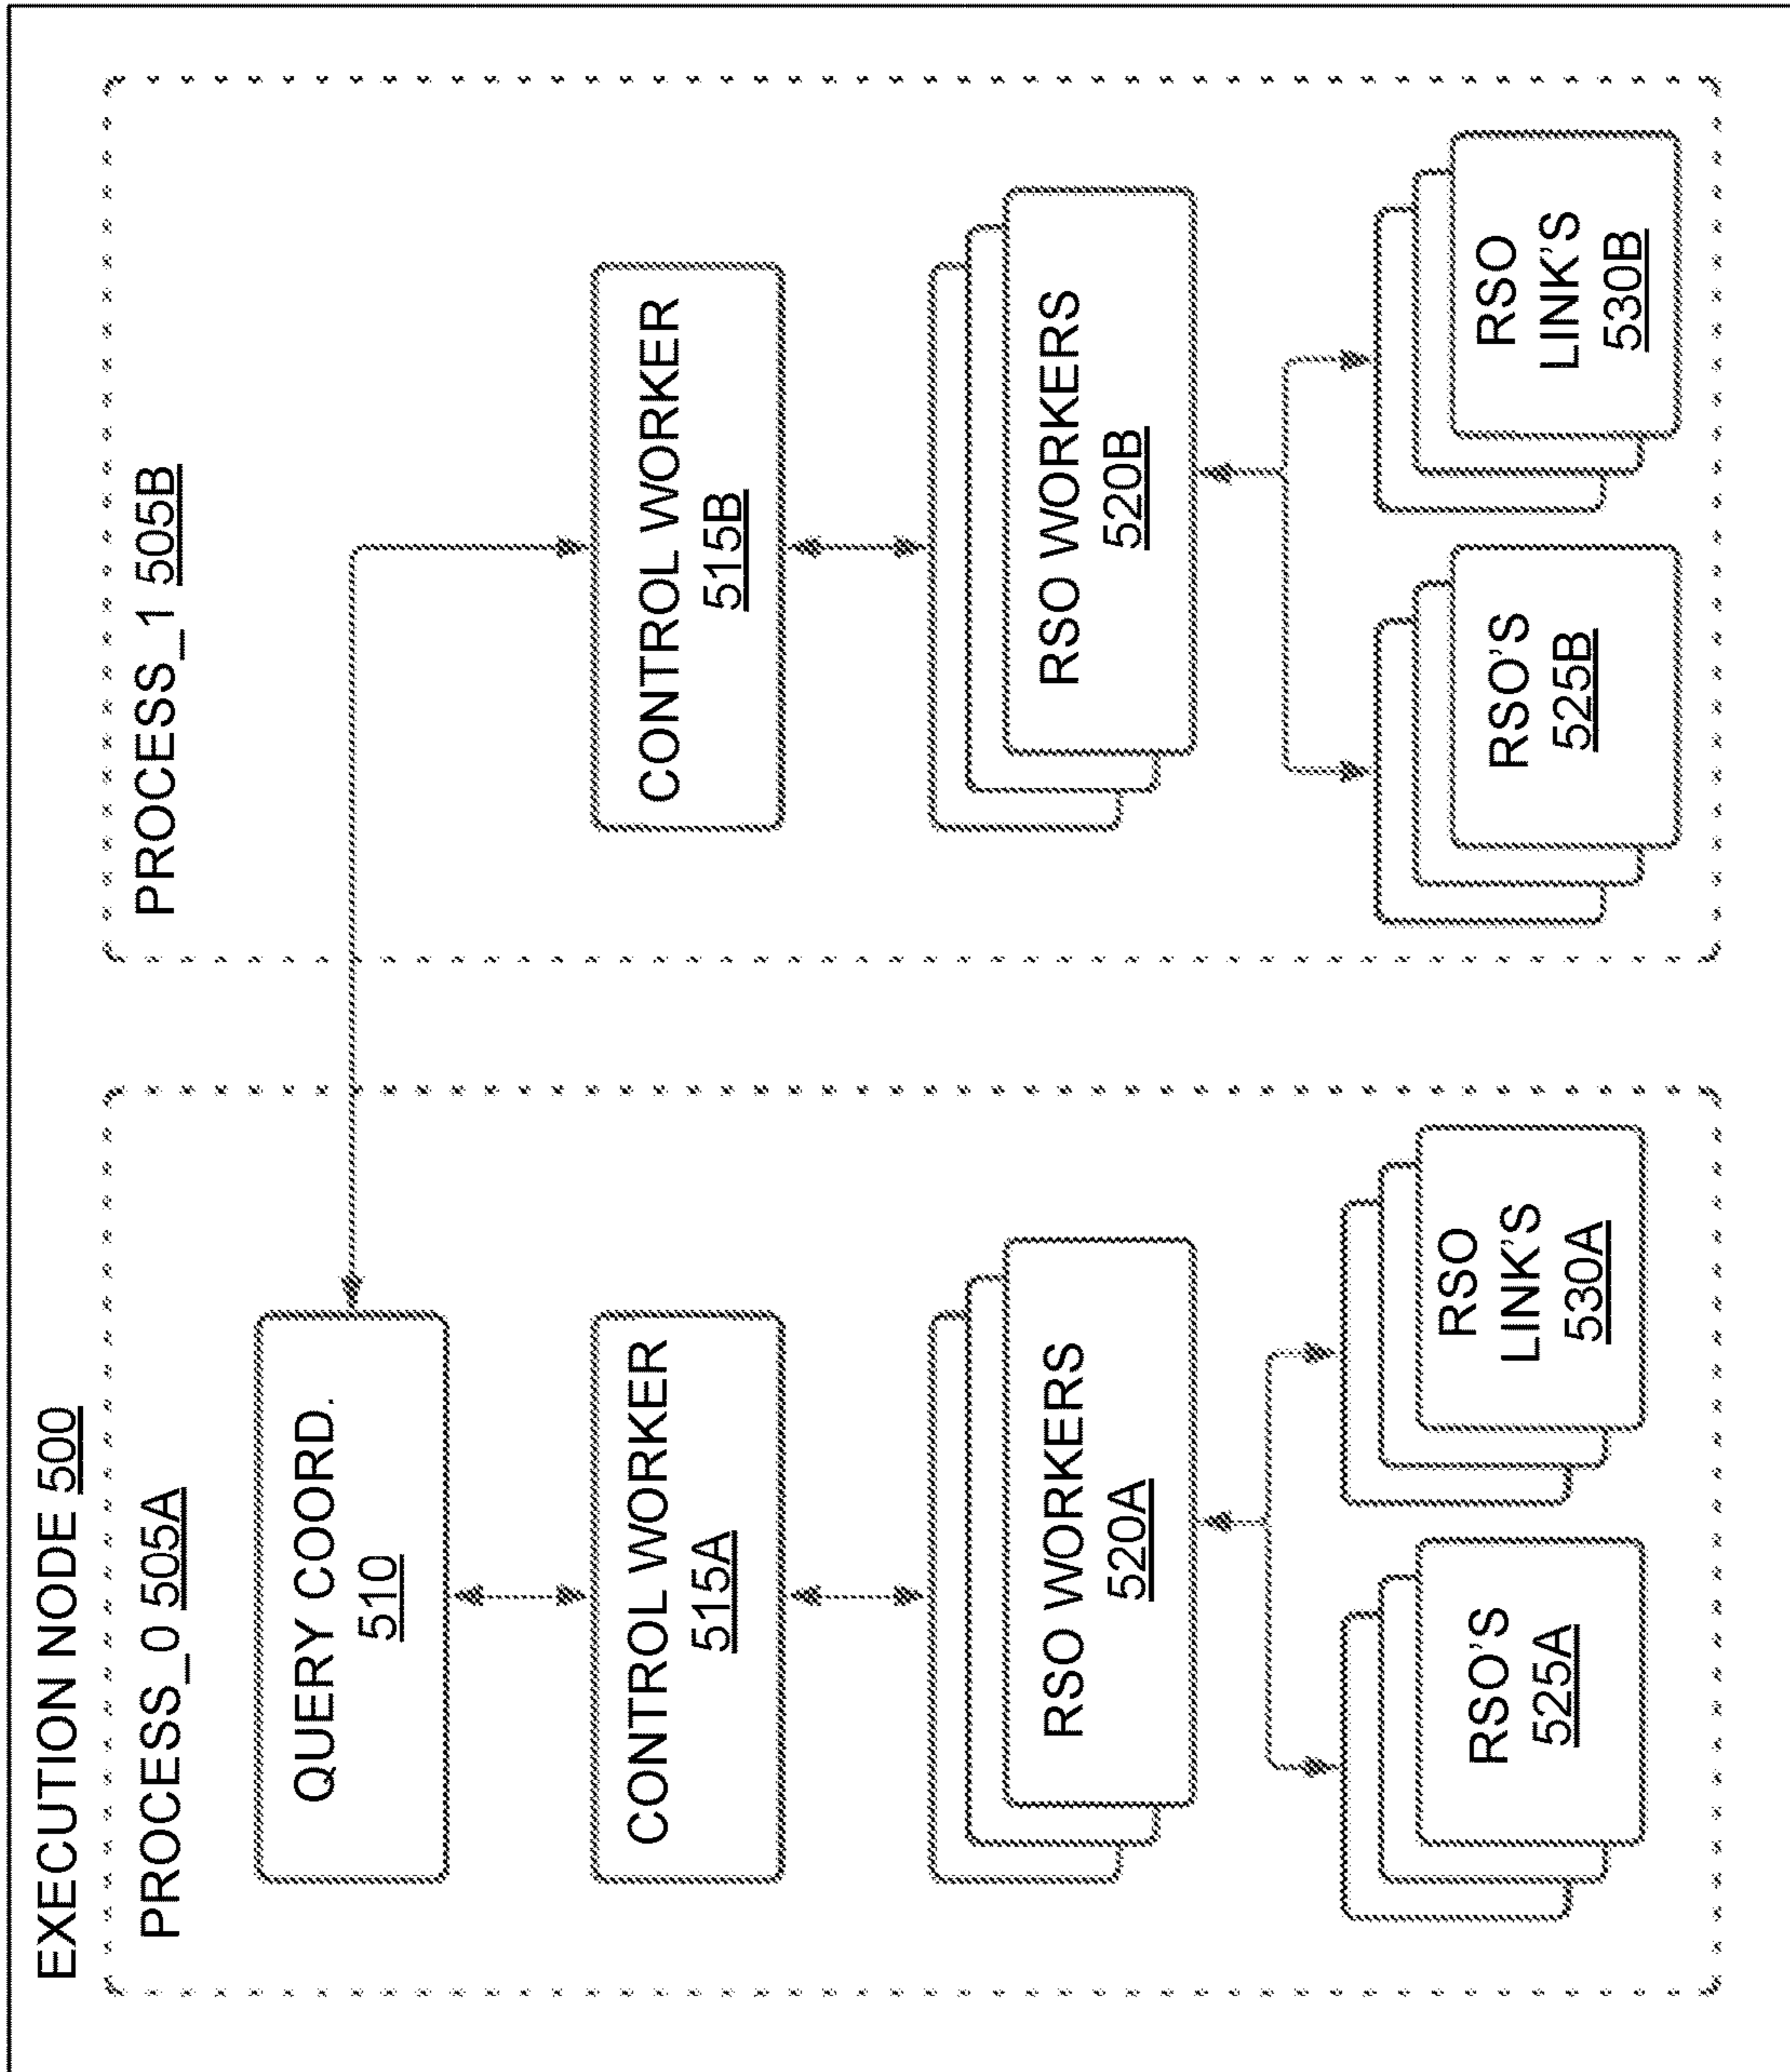 EXECUTION NODE 500
PROCESS_0 505A
QUERY COORD.
510
CONTROL WORKER
515A
RSO WORKERS
520A
RSO'S
525A
RSO
LINK'S
530A
PROCESS_1 505B
CONTROL WORKER
515B
RSO WORKERS
520B
RSO'S
525B
RSO
LINK'S
530B